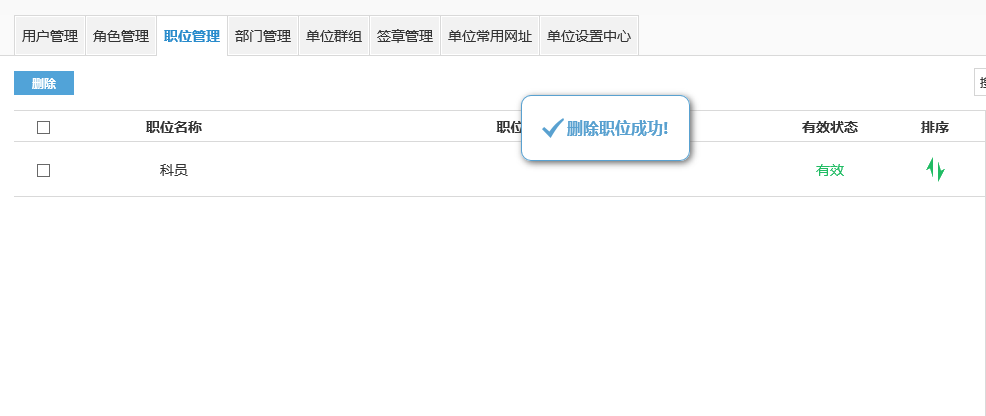 用户管理 角色管理 职位管理 部门管理 单位群组 签章管理 单位常用网址 单位设置中心
删除
删除职位成功!
职位名称 职位 有效状态 排序
科员 有效